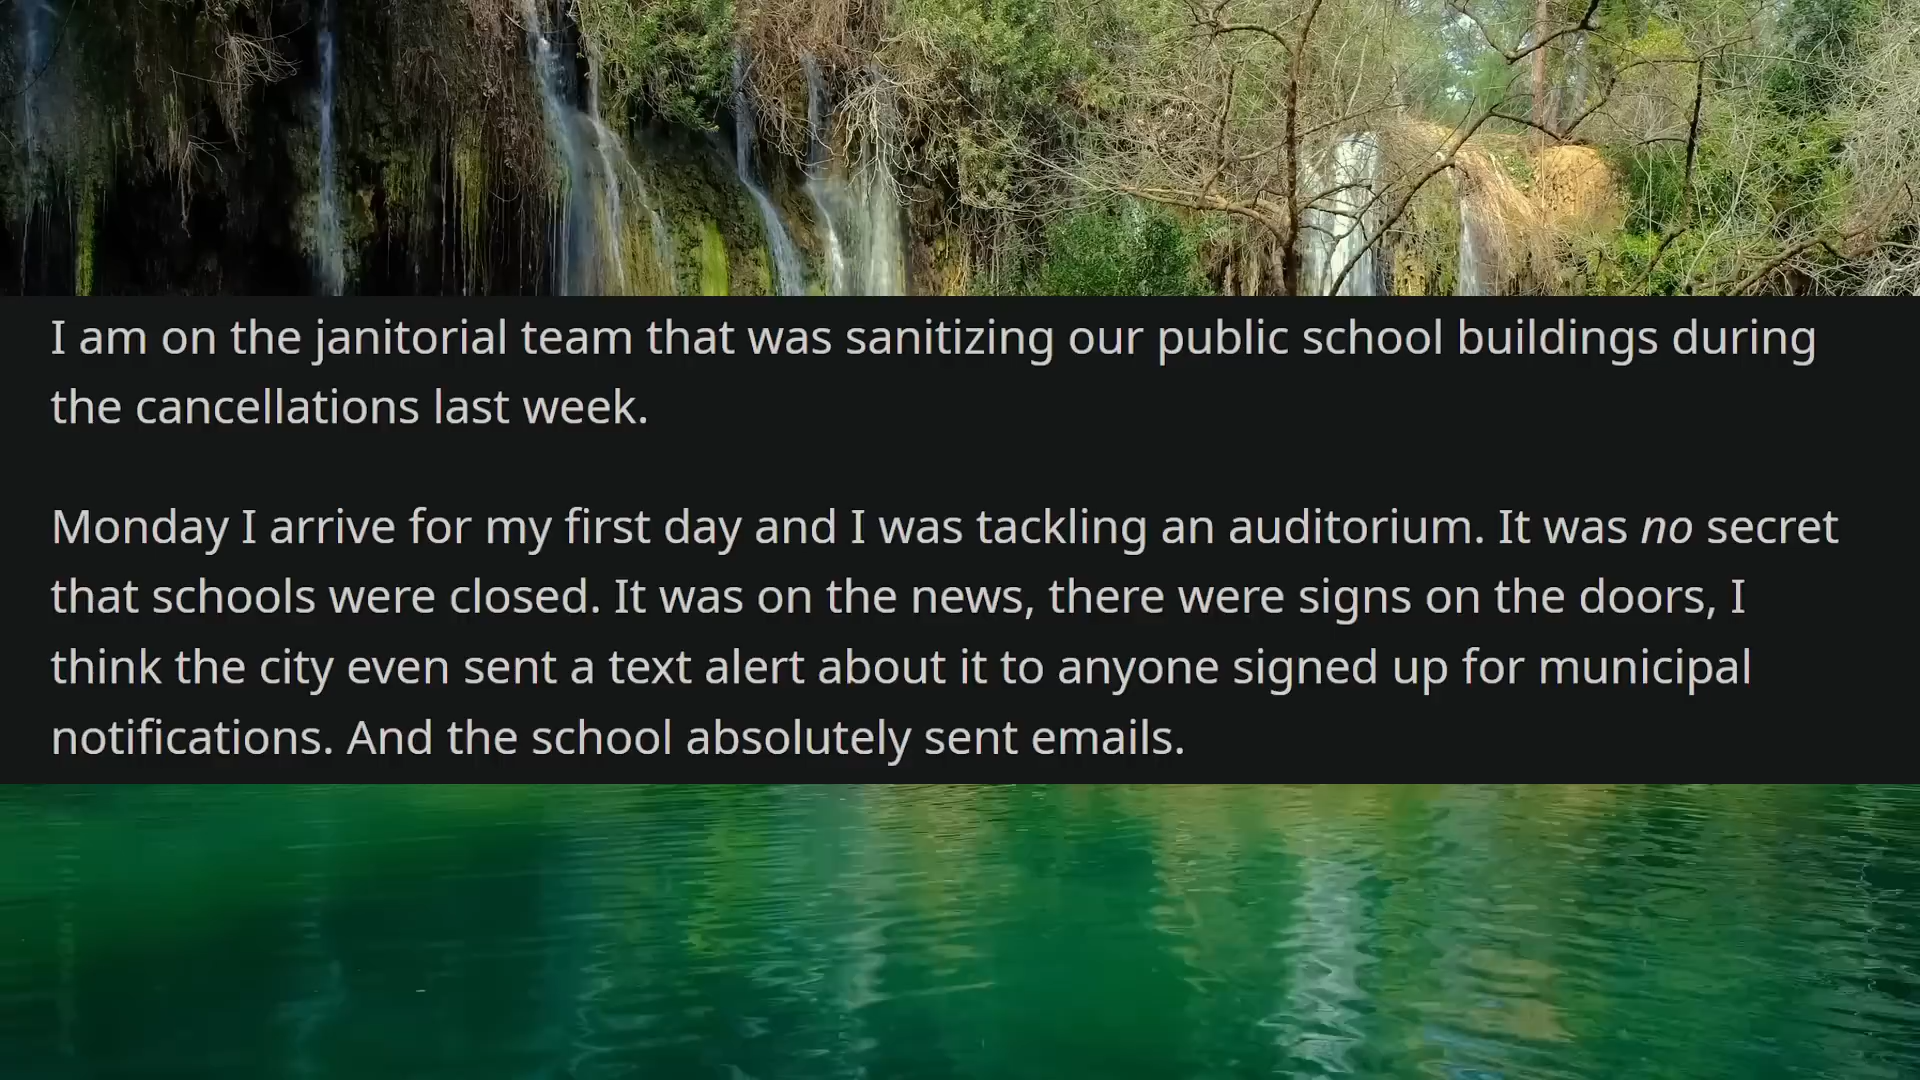 I am on the janitorial team that was sanitizing our public school buildings during
the cancellations last week.
Monday I arrive for my first day and I was tackling an auditorium. It was no secret
that schools were closed. It was on the news, there were signs on the doors, I
think the city even sent a text alert about it to anyone signed up for municipal
notifications. And the school absolutely sent emails.